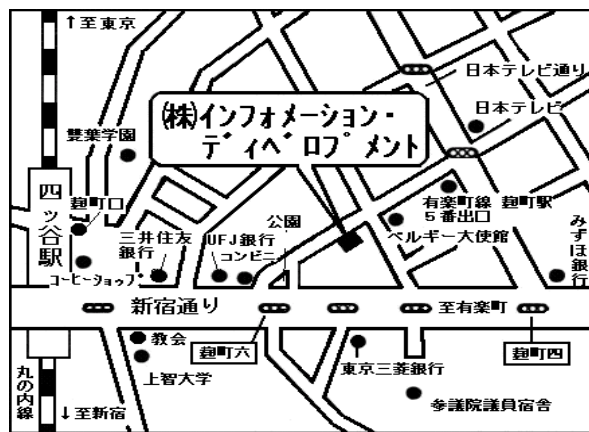 ↑至東京
日本テレビ通り
㈱インフォメーション・
ディベロプメント
日本テレビ
雙葉学園
四ッ谷駅
麹町口
有楽町線 麹町駅
5番出口
公園
ベルギー大使館
みずほ銀行
三井住友
銀行
UFJ銀行
コンビニ
コーヒーショップ
新宿通り
至有楽町
教会
麹町六
麹町四
上智大学
東京三菱銀行
丸の内線
↓至新宿
参議院議員宿舎